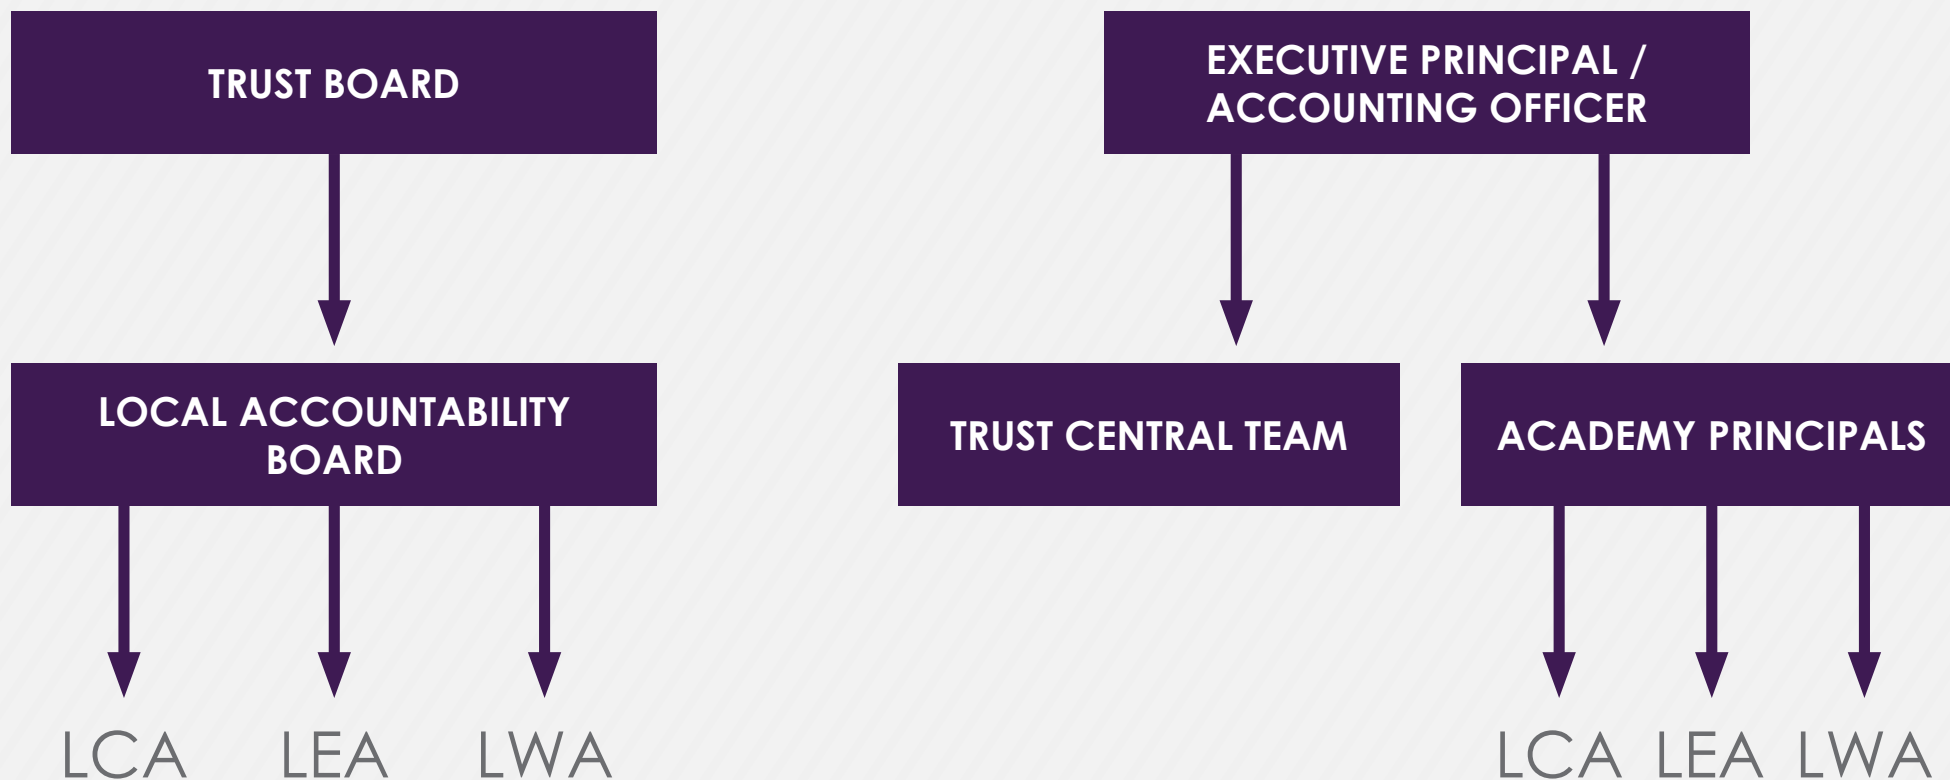 TRUST BOARD
EXECUTIVE PRINCIPAL /
ACCOUNTING OFFICER
LOCAL ACCOUNTABILITY
BOARD
TRUST CENTRAL TEAM
ACADEMY PRINCIPALS
LCA LEA LWA
LCA LEA LWA